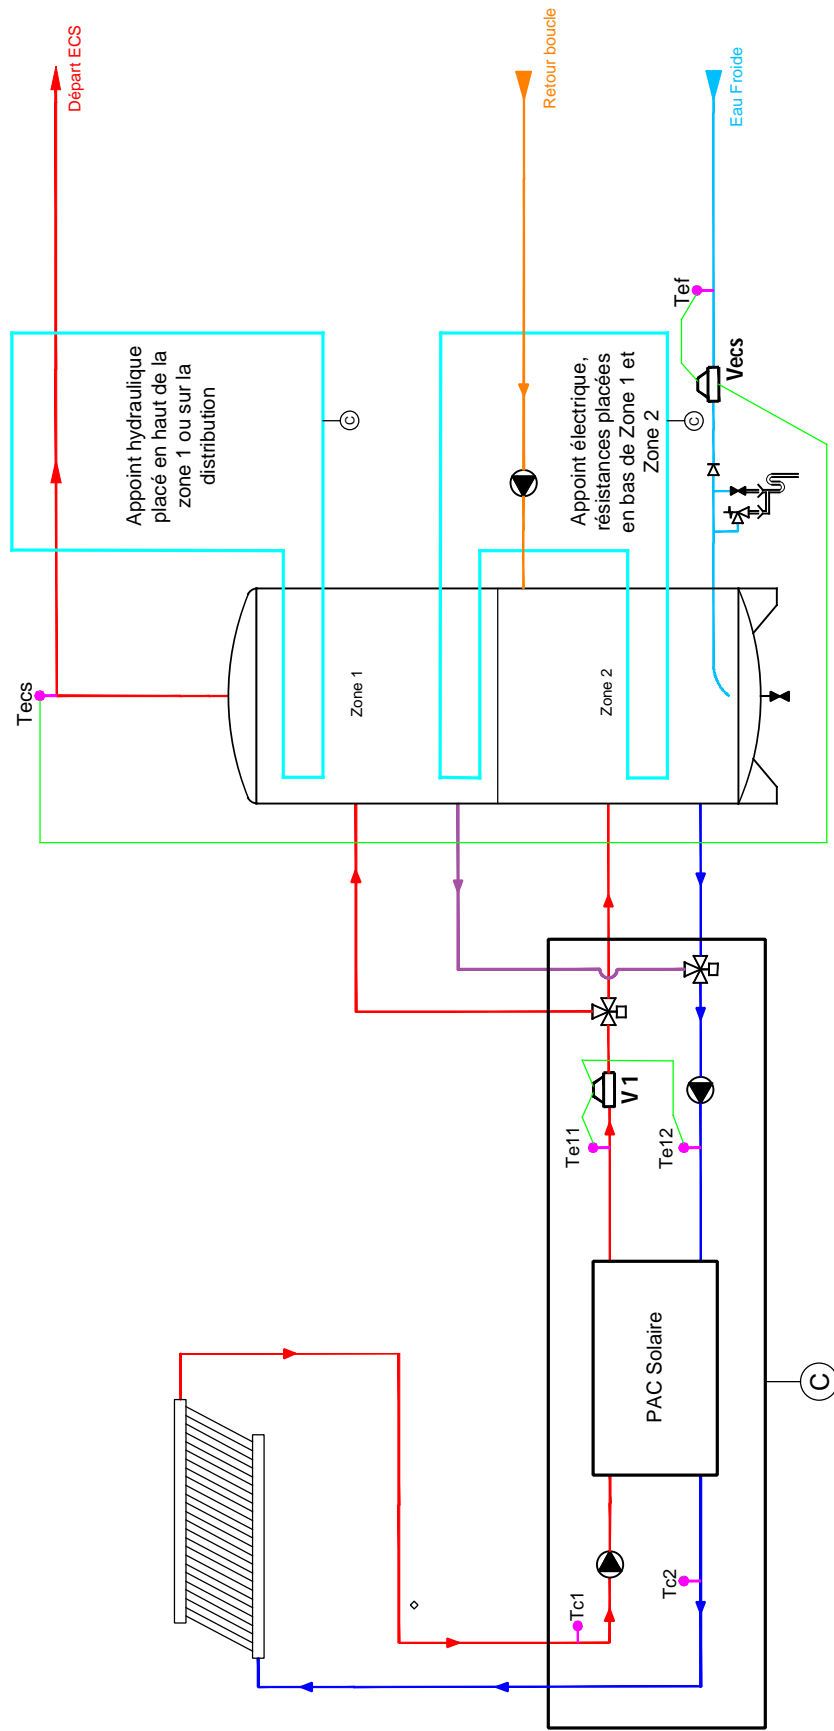 Départ ECS
Retour boucle
Eau Froide
Tecs
Appoint hydraulique
placé en haut de la
zone 1 ou sur la
distribution
C
Appoint électrique,
résistances placées
en bas de Zone 1 et
Zone 2
C
Tef
Vecs
Zone 1
Zone 2
Te11
V1
Te12
PAC Solaire
C
Tc1
Tc2